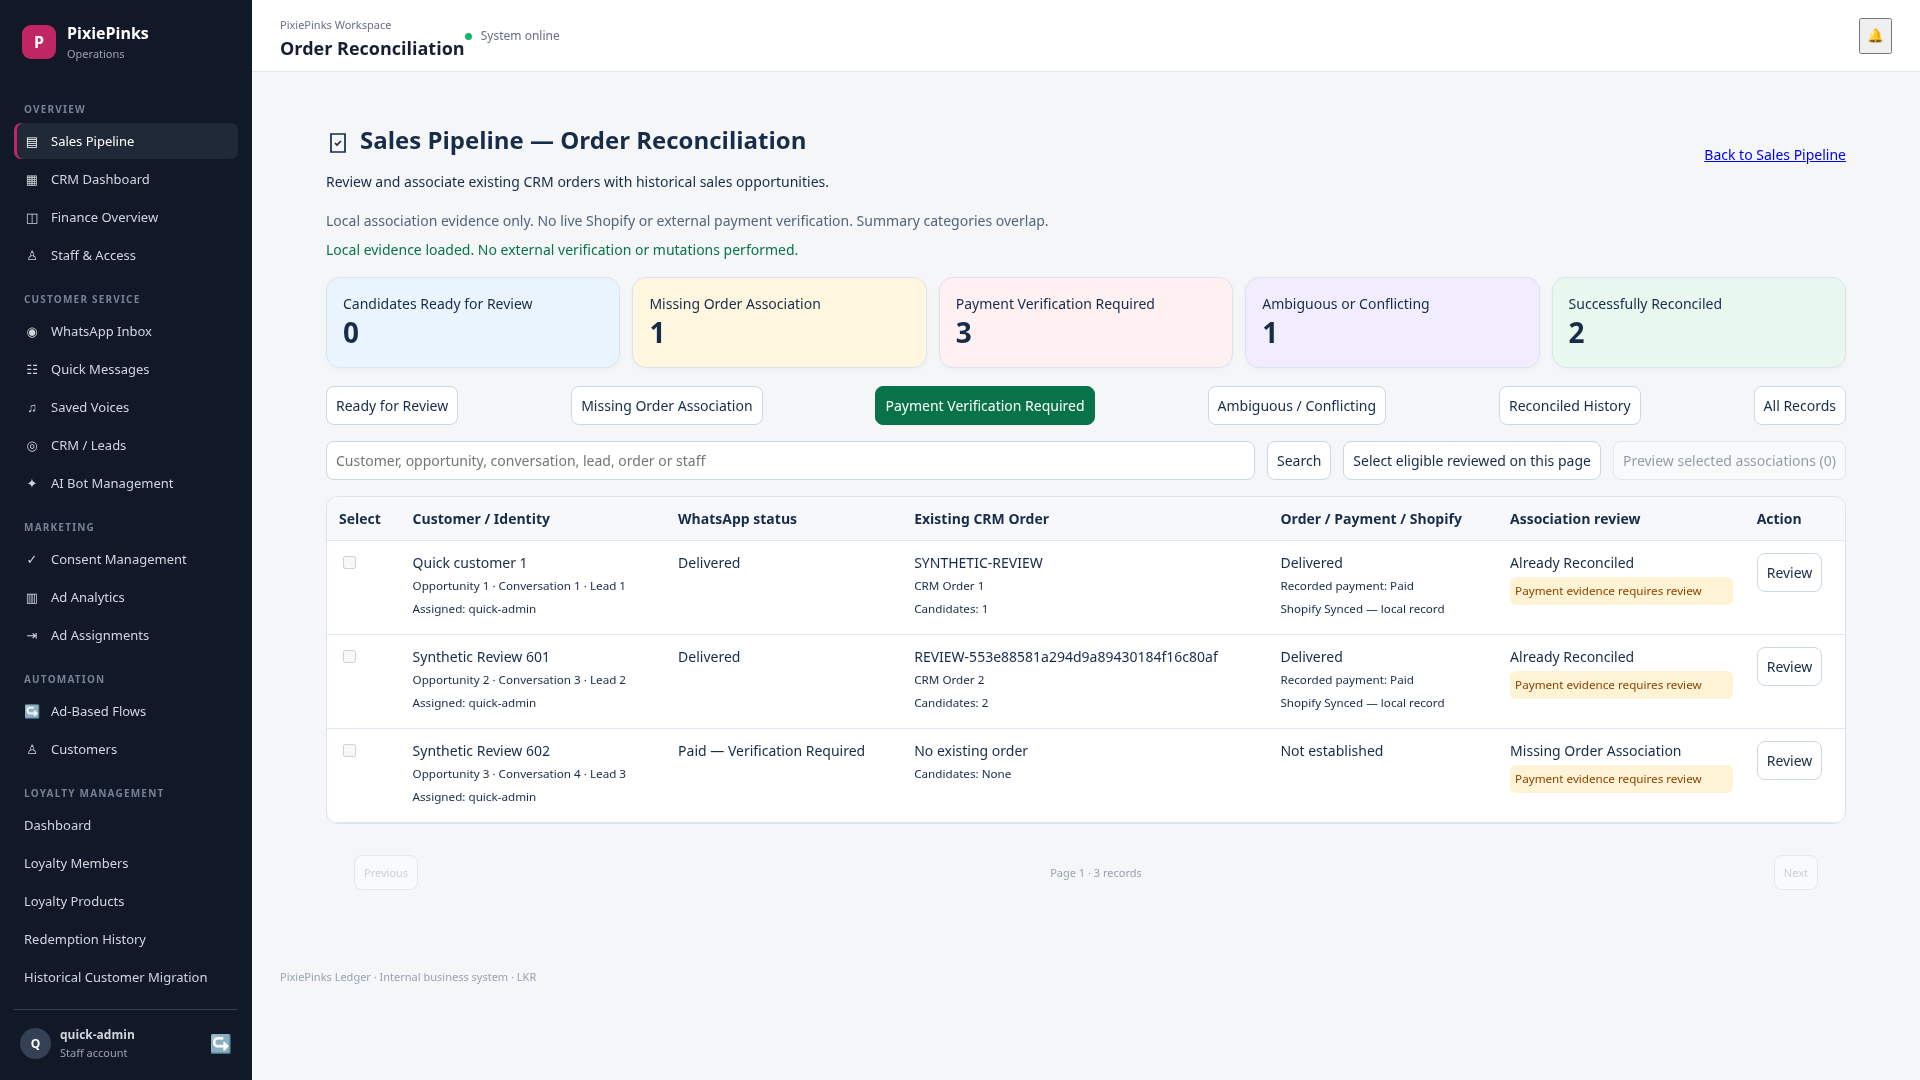 P
PixiePinks
Operations
OVERVIEW
Sales Pipeline
CRM Dashboard
Finance Overview
Staff & Access
CUSTOMER SERVICE
WhatsApp Inbox
Quick Messages
Saved Voices
CRM / Leads
AI Bot Management
MARKETING
Consent Management
Ad Analytics
Ad Assignments
AUTOMATION
Ad-Based Flows
Customers
LOYALTY MANAGEMENT
Dashboard
Loyalty Members
Loyalty Products
Redemption History
Historical Customer Migration
Q
quick-admin
Staff account
PixiePinks Workspace
Order Reconciliation
System online
Sales Pipeline — Order Reconciliation
Back to Sales Pipeline
Review and associate existing CRM orders with historical sales opportunities.
Local association evidence only. No live Shopify or external payment verification. Summary categories overlap.
Local evidence loaded. No external verification or mutations performed.
Candidates Ready for Review
0
Missing Order Association
1
Payment Verification Required
3
Ambiguous or Conflicting
1
Successfully Reconciled
2
Ready for Review
Missing Order Association
Payment Verification Required
Ambiguous / Conflicting
Reconciled History
All Records
Customer, opportunity, conversation, lead, order or staff
Search
Select eligible reviewed on this page
Preview selected associations (0)
Select Customer / Identity WhatsApp status Existing CRM Order Order / Payment / Shopify Association review Action
Quick customer 1
Opportunity 1 · Conversation 1 · Lead 1
Assigned: quick-admin
Delivered
SYNTHETIC-REVIEW
CRM Order 1
Candidates: 1
Delivered
Recorded payment: Paid
Shopify Synced — local record
Already Reconciled
Payment evidence requires review
Review
Synthetic Review 601
Opportunity 2 · Conversation 3 · Lead 2
Assigned: quick-admin
Delivered
REVIEW-553e88581a294d9a89430184f16c80af
CRM Order 2
Candidates: 2
Delivered
Recorded payment: Paid
Shopify Synced — local record
Already Reconciled
Payment evidence requires review
Review
Synthetic Review 602
Opportunity 3 · Conversation 4 · Lead 3
Assigned: quick-admin
Paid — Verification Required
No existing order
Candidates: None
Not established
Missing Order Association
Payment evidence requires review
Review
Previous
Page 1 · 3 records
Next
PixiePinks Ledger · Internal business system · LKR